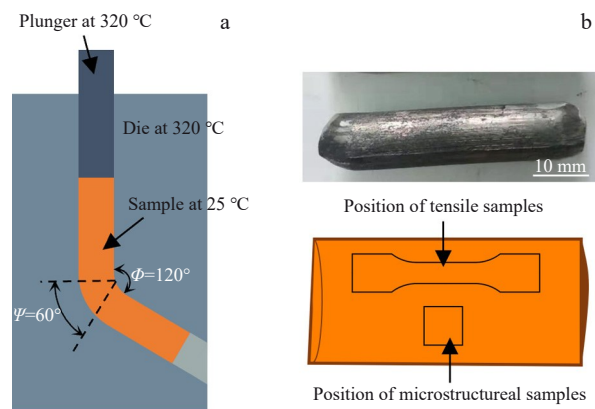 Plunger at 320 ℃
a
Die at 320 ℃
Sample at 25 ℃
Φ=120°
Ψ=60°
b
10 mm
Position of tensile samples
Position of microstructureal samples